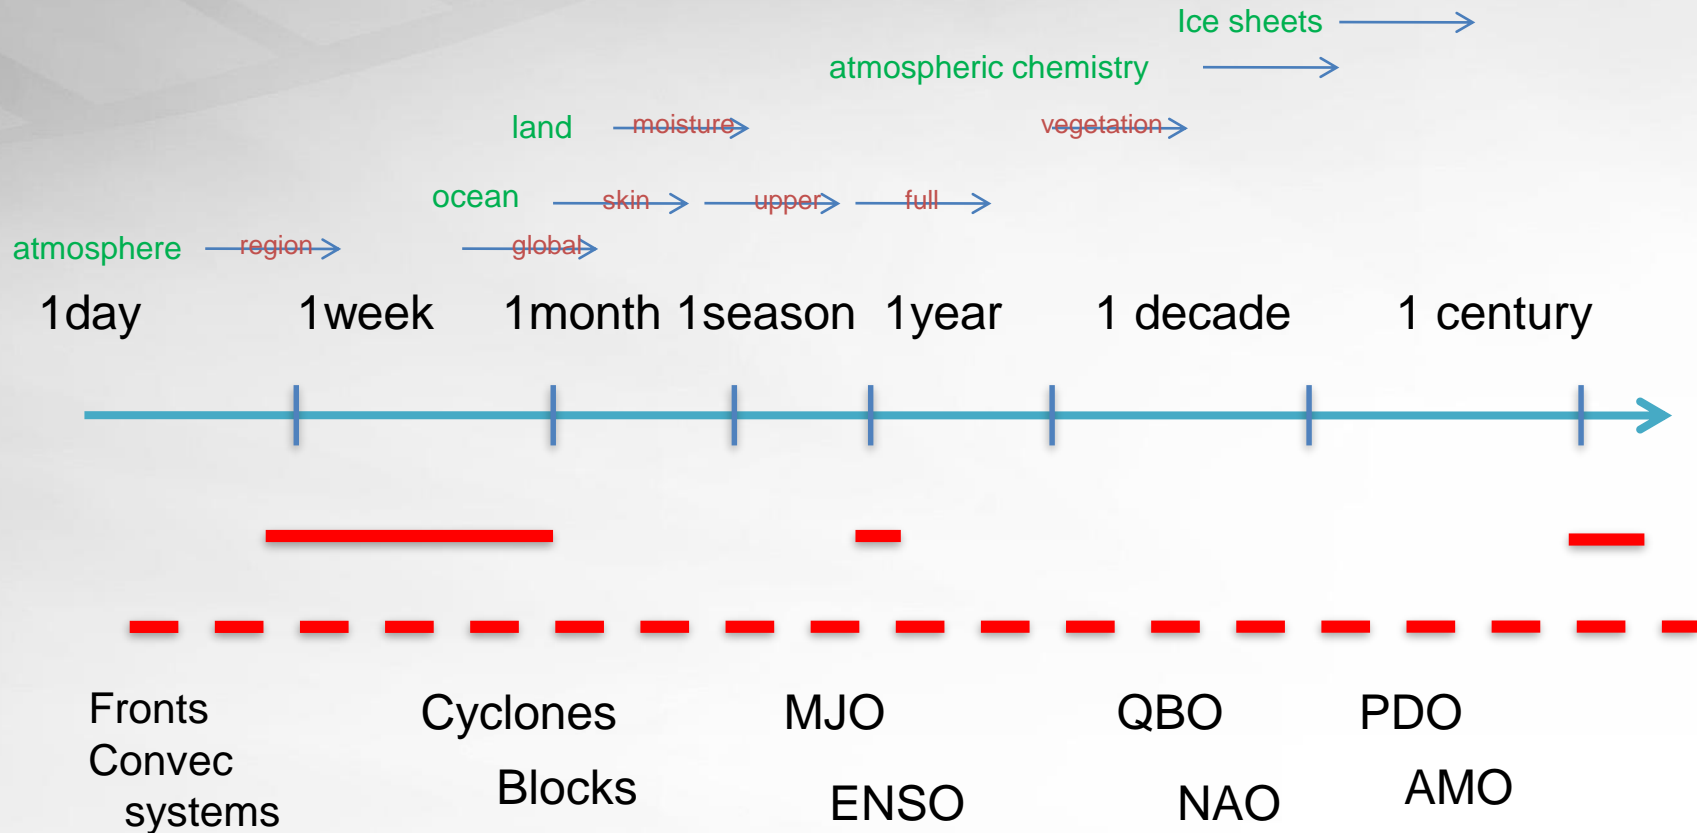 Ice sheets
atmospheric chemistry
land moisture vegetation
ocean skin upper full
atmosphere region global
1day 1week 1month 1season 1year 1 decade 1 century
Fronts Cyclones MJO QBO PDO
Convec
systems
Blocks ENSO NAO AMO